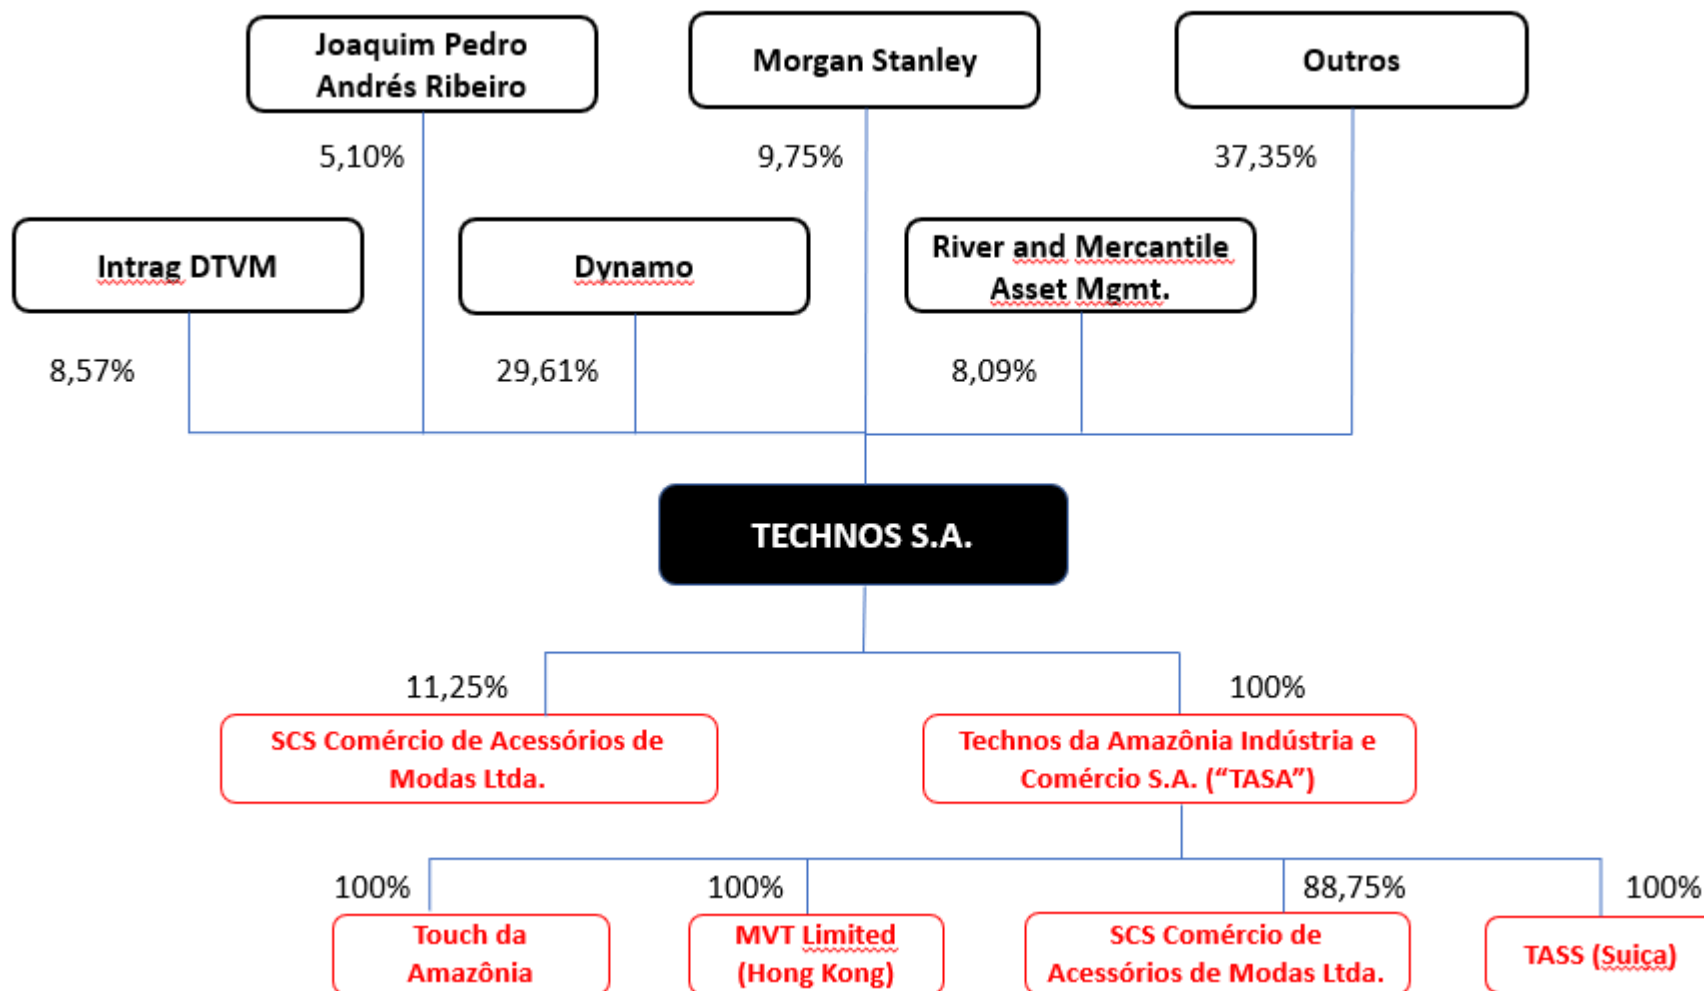 Joaquim Pedro
Andrés Ribeiro
Morgan Stanley
Outros
5,10%
9,75%
37,35%
Intrag DTVM
Dynamo
River and Mercantile
Asset Mgmt.
8,57%
29,61%
8,09%
TECHNOS S.A.
11,25%
100%
SCS Comércio de Acessórios de
Modas Ltda.
Technos da Amazônia Indústria e
Comércio S.A. (“TASA”)
100%
100%
88,75%
100%
Touch da
Amazônia
MVT Limited
(Hong Kong)
SCS Comércio de
Acessórios de Modas Ltda.
TASS (Suiça)